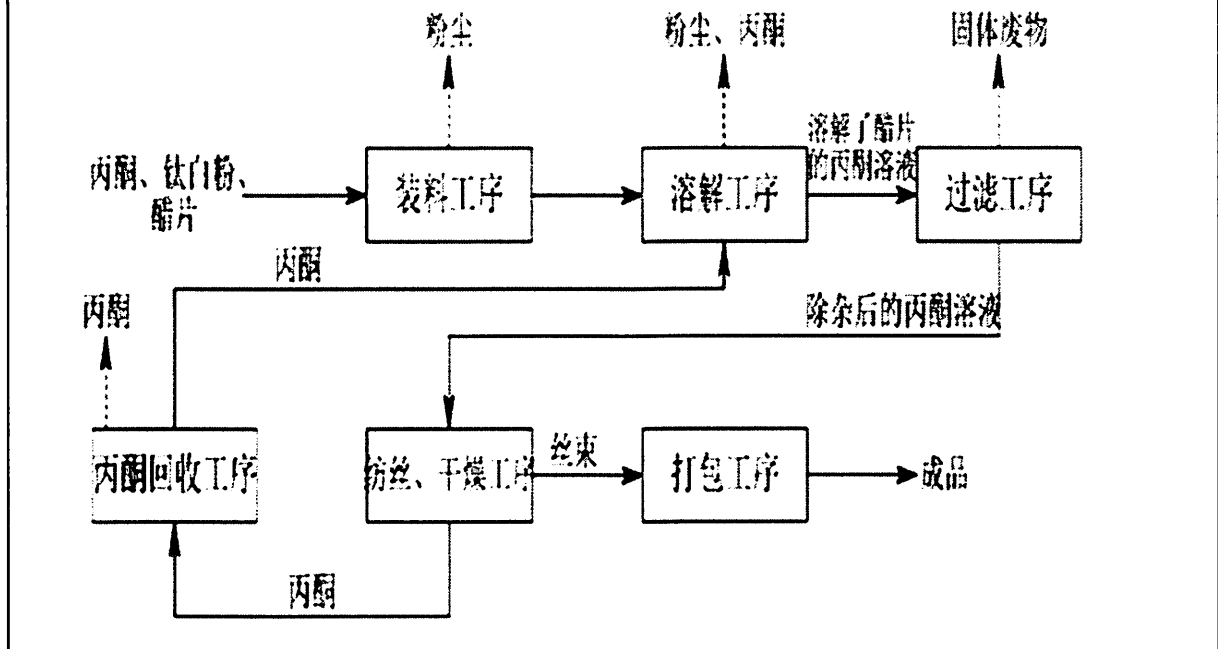 粉尘
粉尘、丙酮
固体废物
丙酮、钛白粉、
醋片
装料工序
溶解工序
溶解了醋片
的丙酮溶液
过滤工序
丙酮
丙酮
除杂后的丙酮溶液
丙酮回收工序
纺丝、干燥工序
丝束
打包工序
成品
丙酮